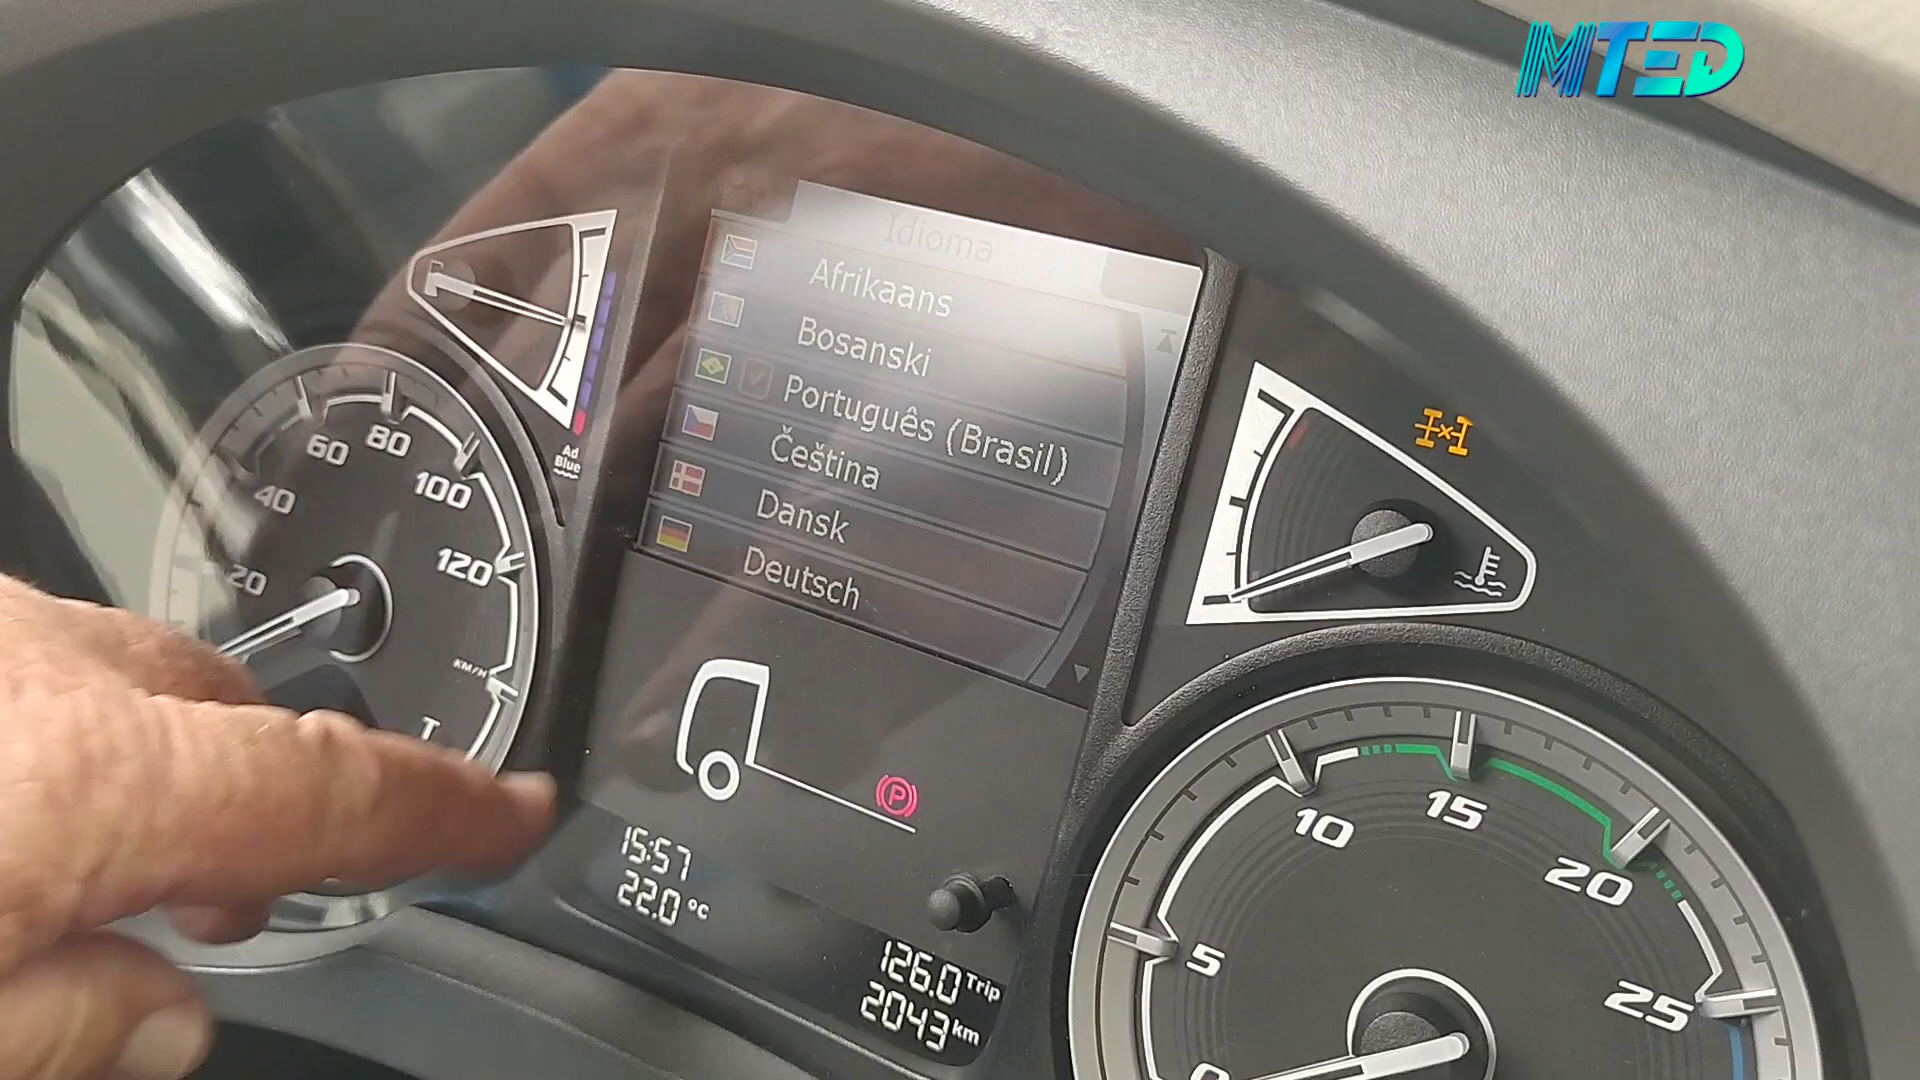 MTED
Idioma
Afrikaans
Bosanski
Português (Brasil)
Čeština
Dansk
Deutsch
Ad
Blue
20
40
60
80
100
120
KM/H
T
P
15:57
22.0 °C
126.0 Trip
2043 km
0
5
10
15
20
25